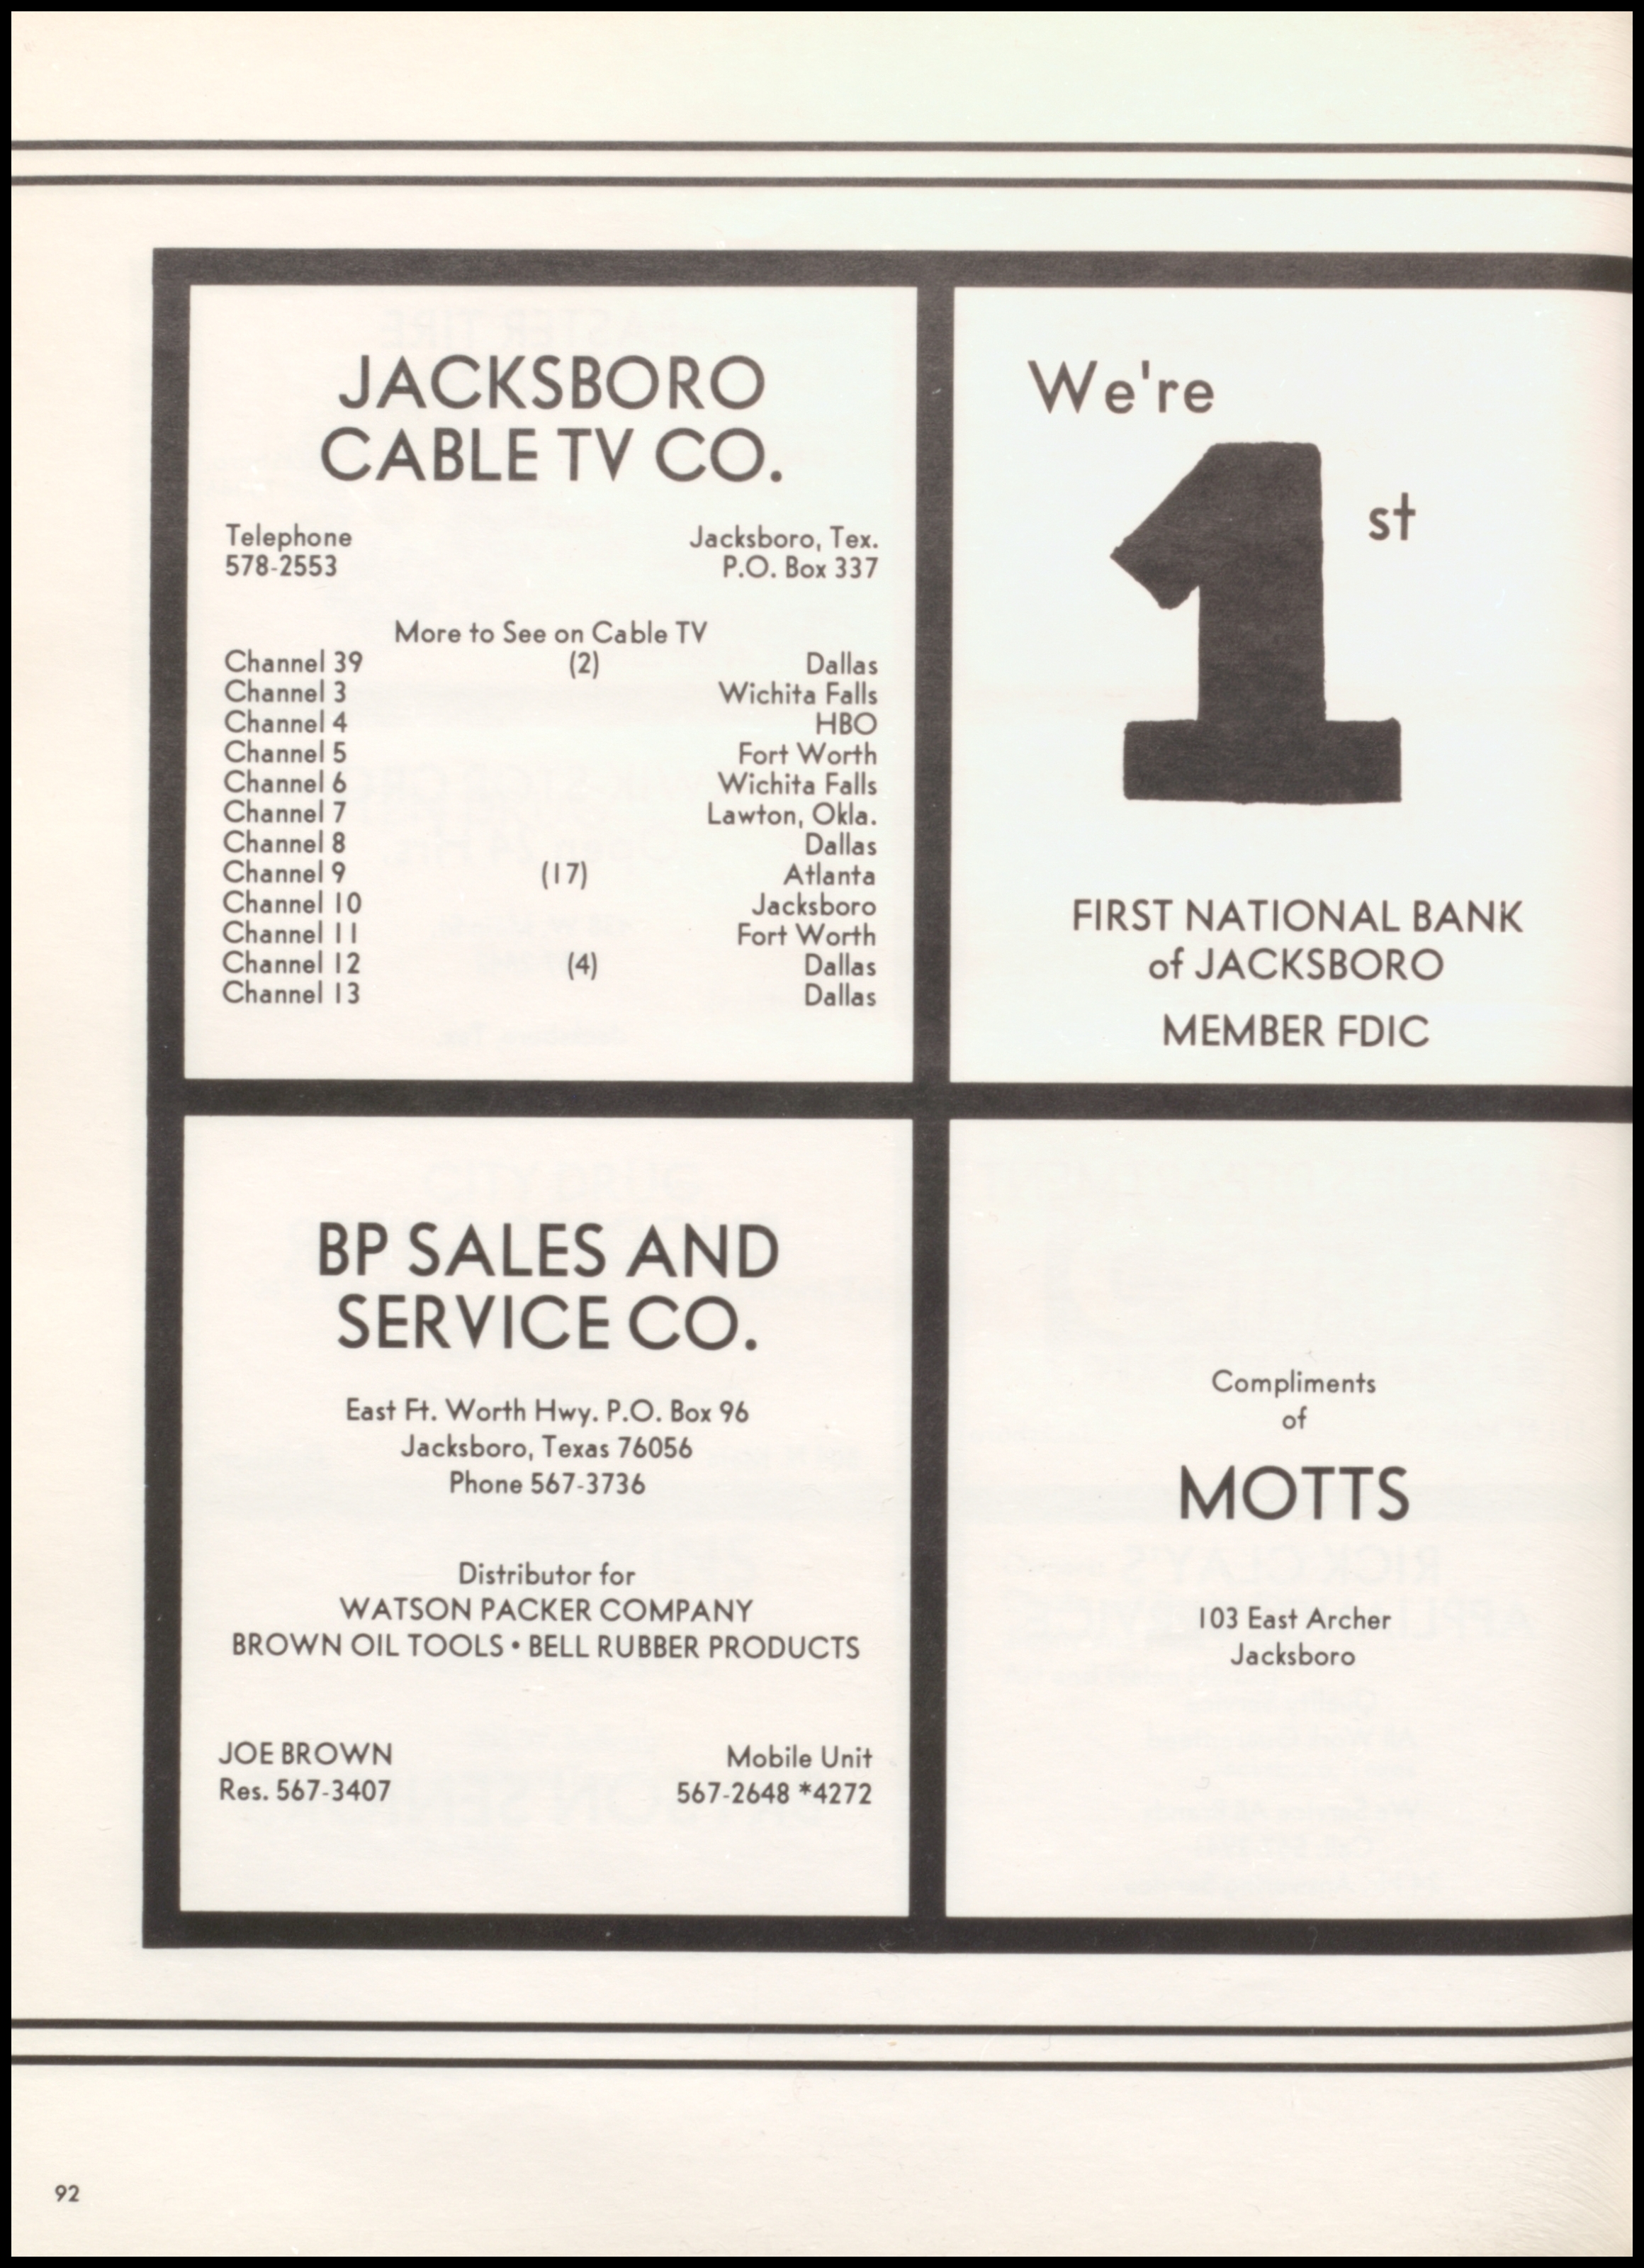 JACKSBORO
CABLE TV CO.
Telephone Jacksboro, Tex.
578-2553 P.O. Box 337
More to See on Cable TV
Channel 39 (2) Dallas
Channel 3 Wichita Falls
Channel 4 HBO
Channel 5 Fort Worth
Channel 6 Wichita Falls
Channel 7 Lawton, Okla.
Channel 8 Dallas
Channel 9 (17) Atlanta
Channel 10 Jacksboro
Channel 11 Fort Worth
Channel 12 (4) Dallas
Channel 13 Dallas
We're
1 st
FIRST NATIONAL BANK
of JACKSBORO
MEMBER FDIC
BP SALES AND
SERVICE CO.
East Ft. Worth Hwy. P.O. Box 96
Jacksboro, Texas 76056
Phone 567-3736
Distributor for
WATSON PACKER COMPANY
BROWN OIL TOOLS • BELL RUBBER PRODUCTS
JOE BROWN Mobile Unit
Res. 567-3407 567-2648 *4272
Compliments
of
MOTTS
103 East Archer
Jacksboro
92